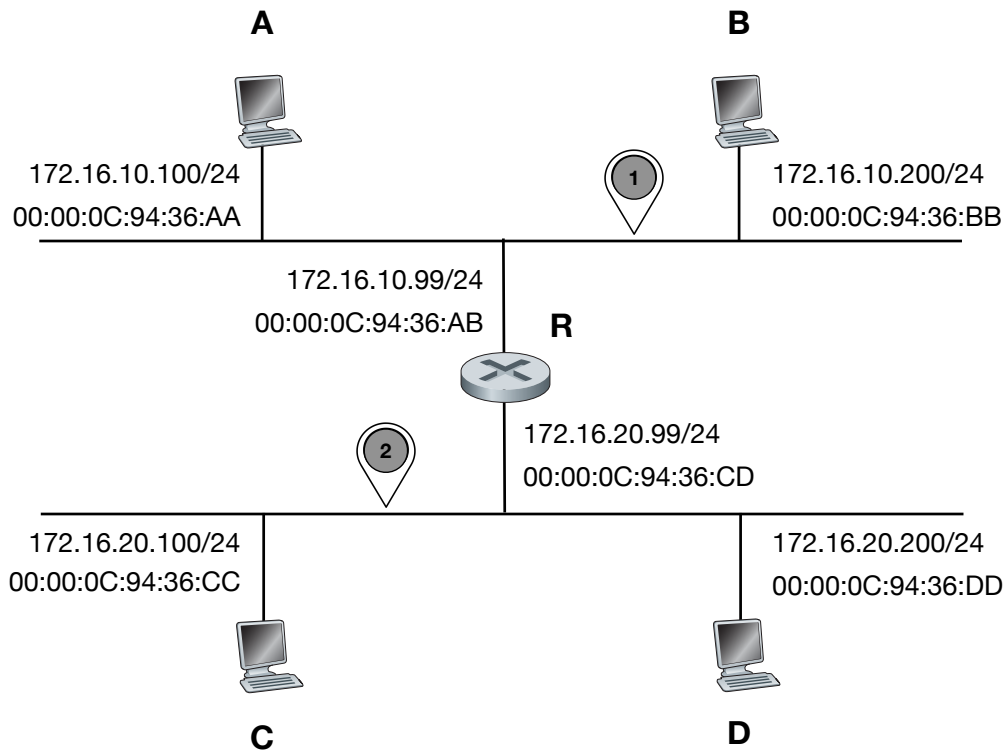 A
B
172.16.10.100/24
00:00:0C:94:36:AA
1
172.16.10.200/24
00:00:0C:94:36:BB
172.16.10.99/24
00:00:0C:94:36:AB
R
2
172.16.20.99/24
00:00:0C:94:36:CD
172.16.20.100/24
00:00:0C:94:36:CC
172.16.20.200/24
00:00:0C:94:36:DD
C
D